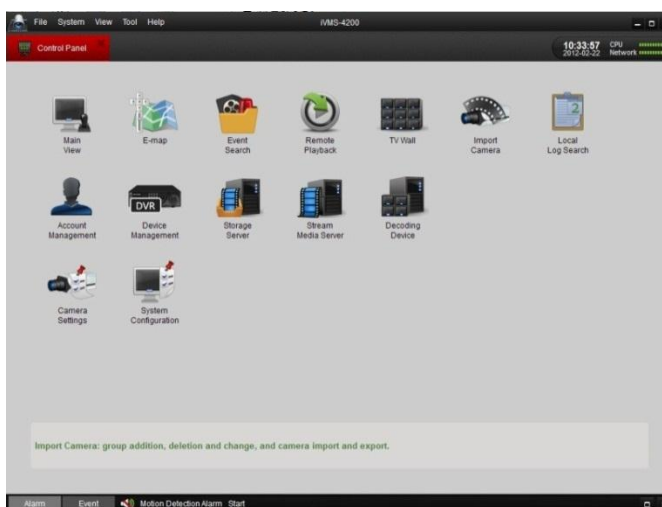 File System View Tool Help
iVMS-4200
Control Panel
10:33:57
2012-02-22
CPU
Network
Main
View
E-map
Event
Search
Remote
Playback
TV Wall
Import
Camera
2
Local
Log Search
Account
Management
DVR
Device
Management
Storage
Server
Stream
Media Server
Decoding
Device
Camera
Settings
System
Configuration
Import Camera: group addition, deletion and change, and camera import and export.
Alarm Event Motion Detection Alarm Start